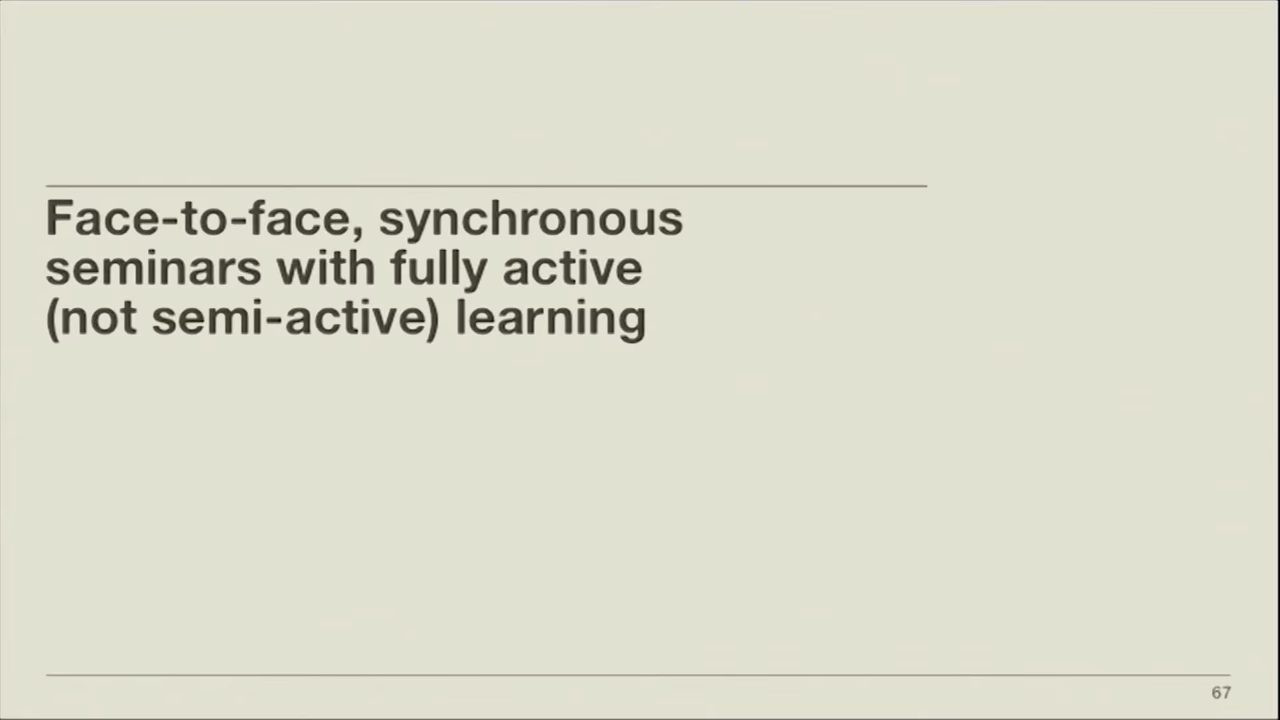 Face-to-face, synchronous
seminars with fully active
(not semi-active) learning
67